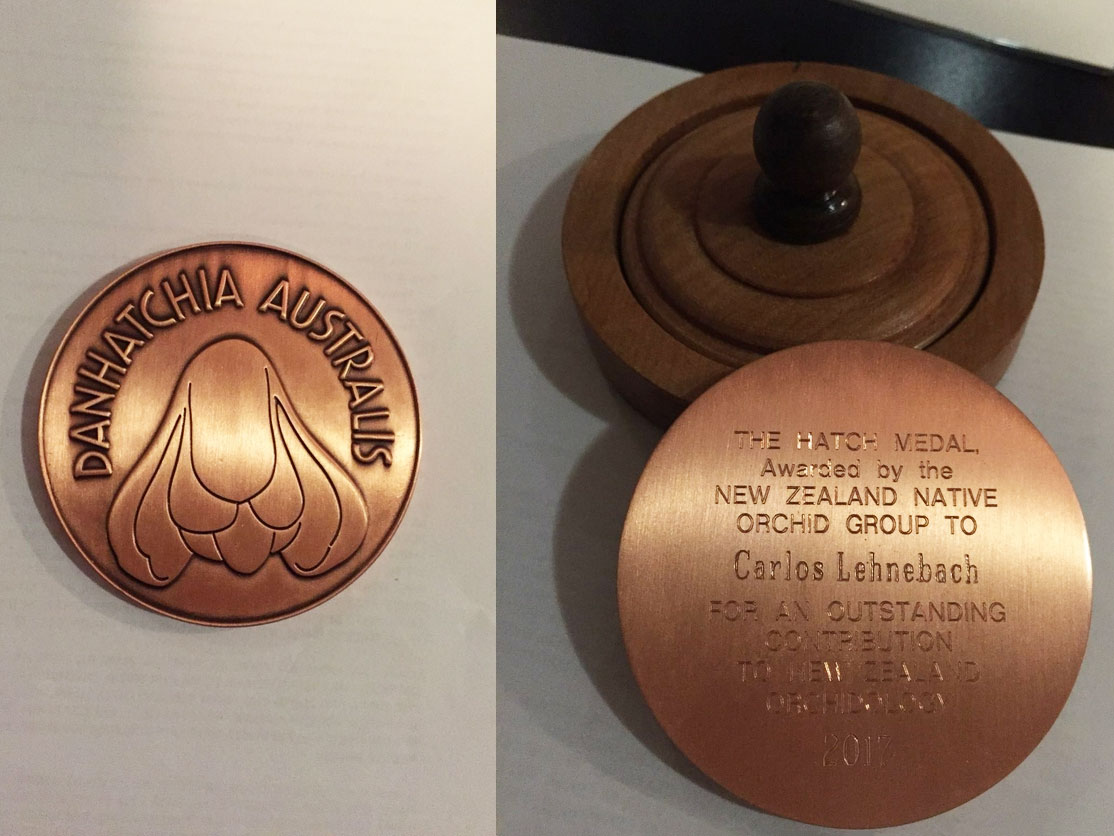 DANHATCHIA AUSTRALIS
THE HATCH MEDAL,
Awarded by the
NEW ZEALAND NATIVE
ORCHID GROUP TO
Carlos Lehnebach
FOR AN OUTSTANDING
CONTRIBUTION
TO NEW ZEALAND
ORCHIDOLOGY
2017